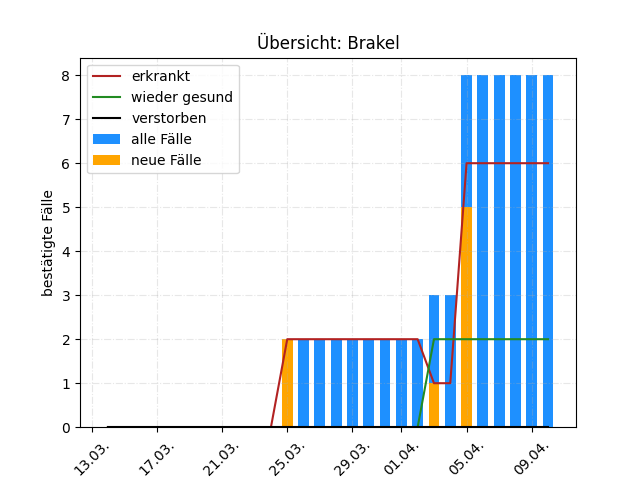 Übersicht: Brakel
erkrankt
wieder gesund
verstorben
alle Fälle
neue Fälle
bestätigte Fälle
8
7
6
5
4
3
2
1
0
13.03.
17.03.
21.03.
25.03.
29.03.
01.04.
05.04.
09.04.